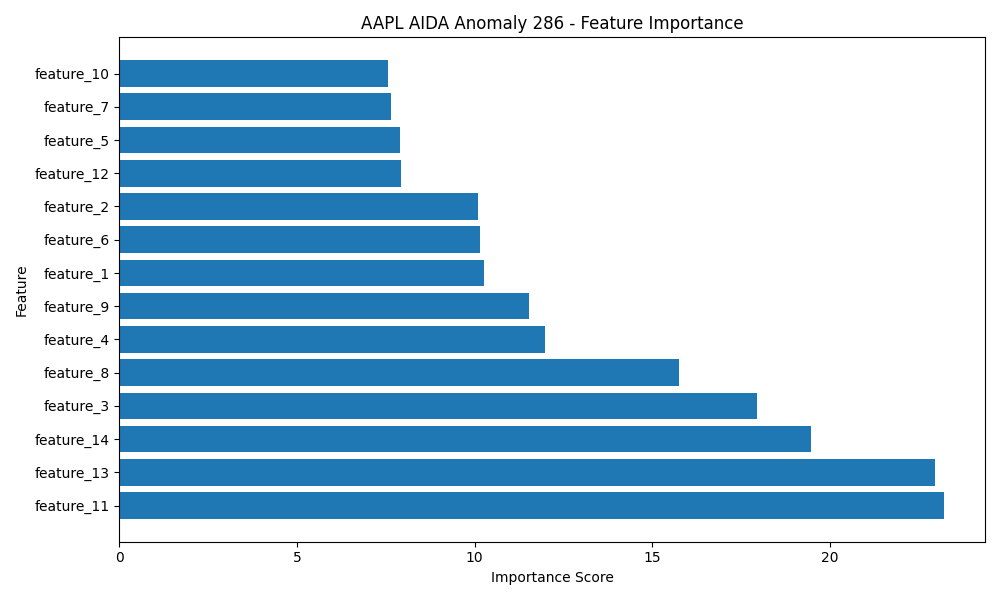 AAPL AIDA Anomaly 286 - Feature Importance
feature_10
feature_7
feature_5
feature_12
feature_2
feature_6
feature_1
feature_9
feature_4
feature_8
feature_3
feature_14
feature_13
feature_11
Feature
0 5 10 15 20
Importance Score